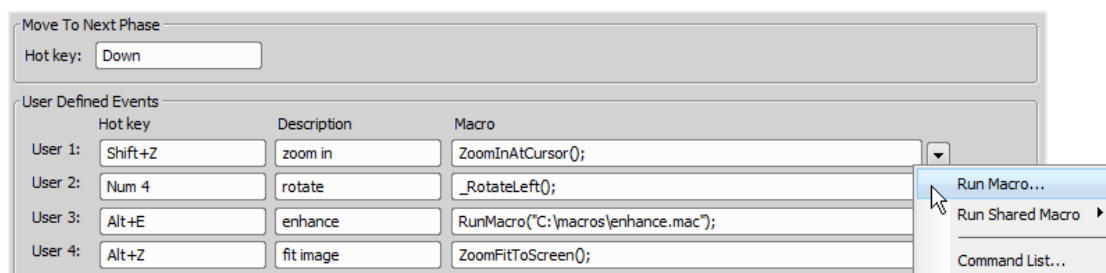 Move To Next Phase
Hot key: Down
User Defined Events
Hot key Description Macro
User 1: Shift+Z zoom in ZoomInAtCursor();
User 2: Num 4 rotate _RotateLeft();
User 3: Alt+E enhance RunMacro("C:\macros\enhance.mac");
User 4: Alt+Z fit image ZoomFitToScreen();
Run Macro...
Run Shared Macro
Command List...